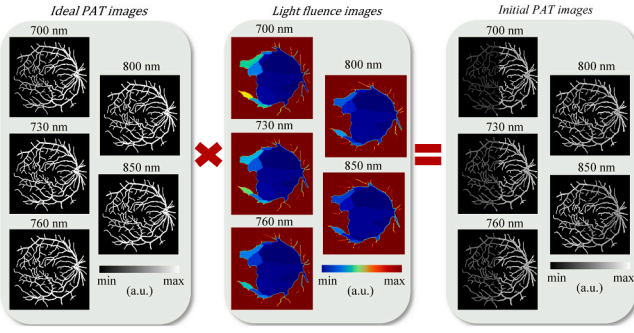 Ideal PAT images
700 nm
800 nm
730 nm
850 nm
760 nm
min max
(a.u.)
×
Light fluence images
700 nm
800 nm
730 nm
850 nm
760 nm
min max
(a.u.)
=
Initial PAT images
700 nm
800 nm
730 nm
850 nm
760 nm
min max
(a.u.)